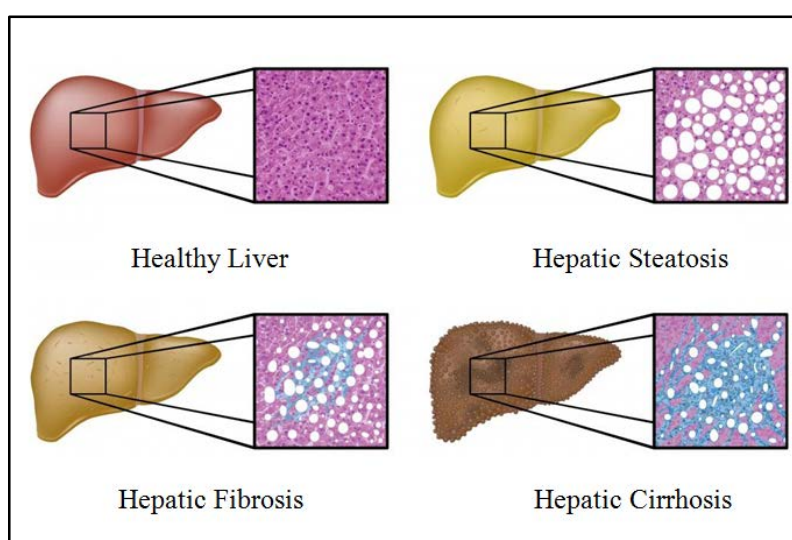 Healthy Liver
Hepatic Steatosis
Hepatic Fibrosis
Hepatic Cirrhosis